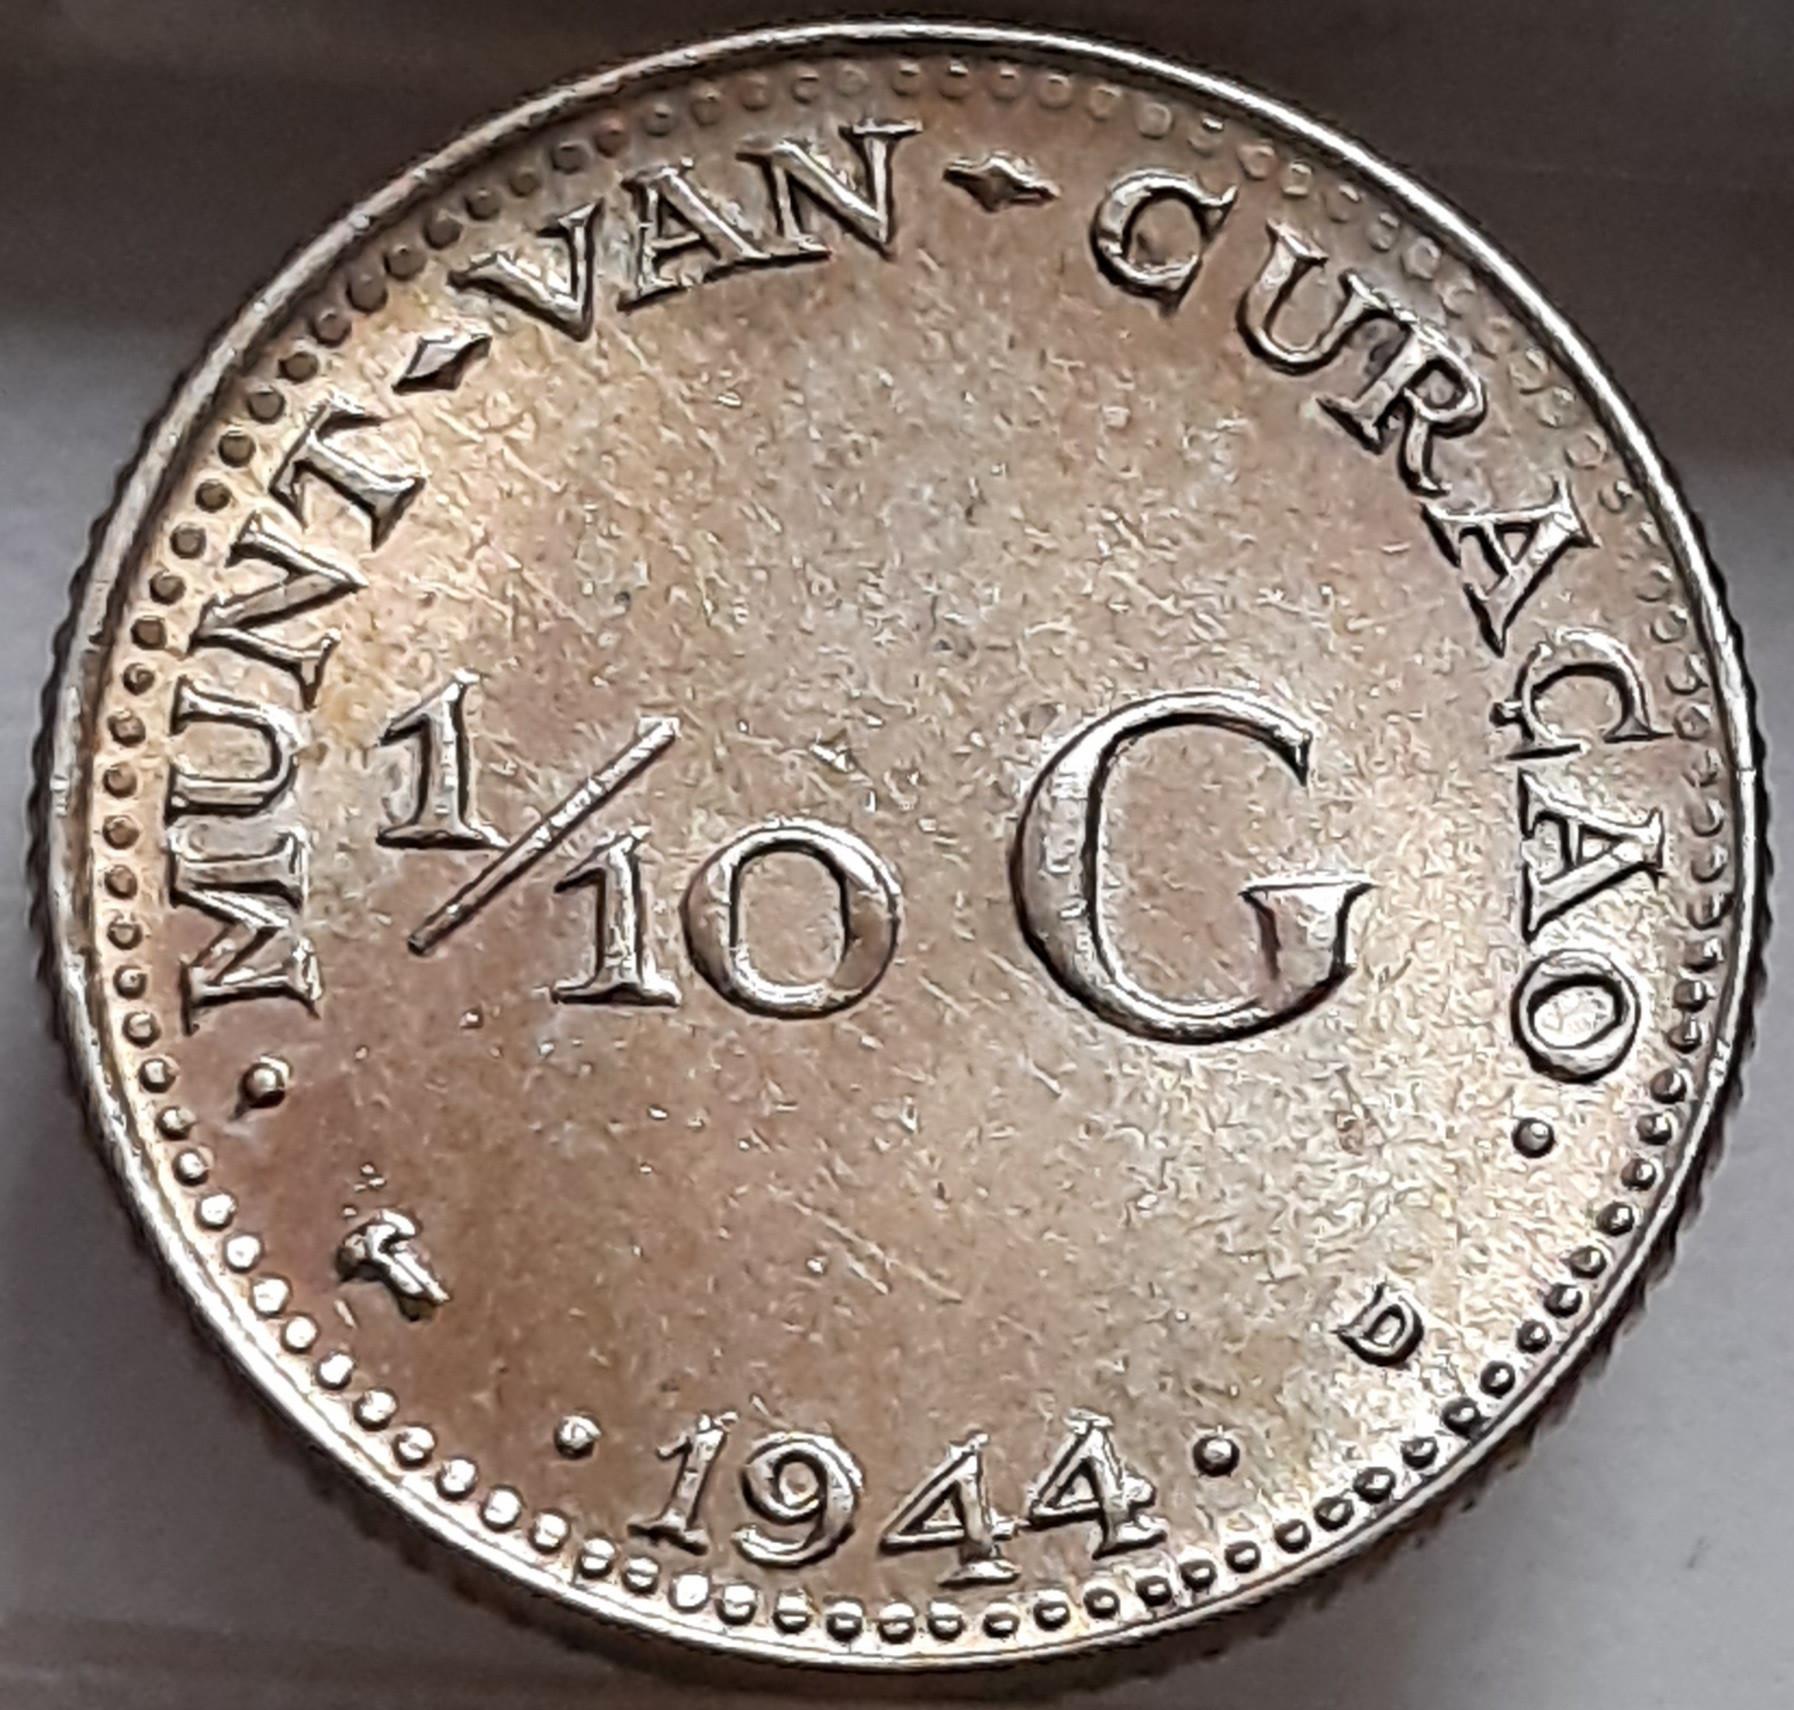 MUNT VAN CURAÇAO
1/10 G
D
1944